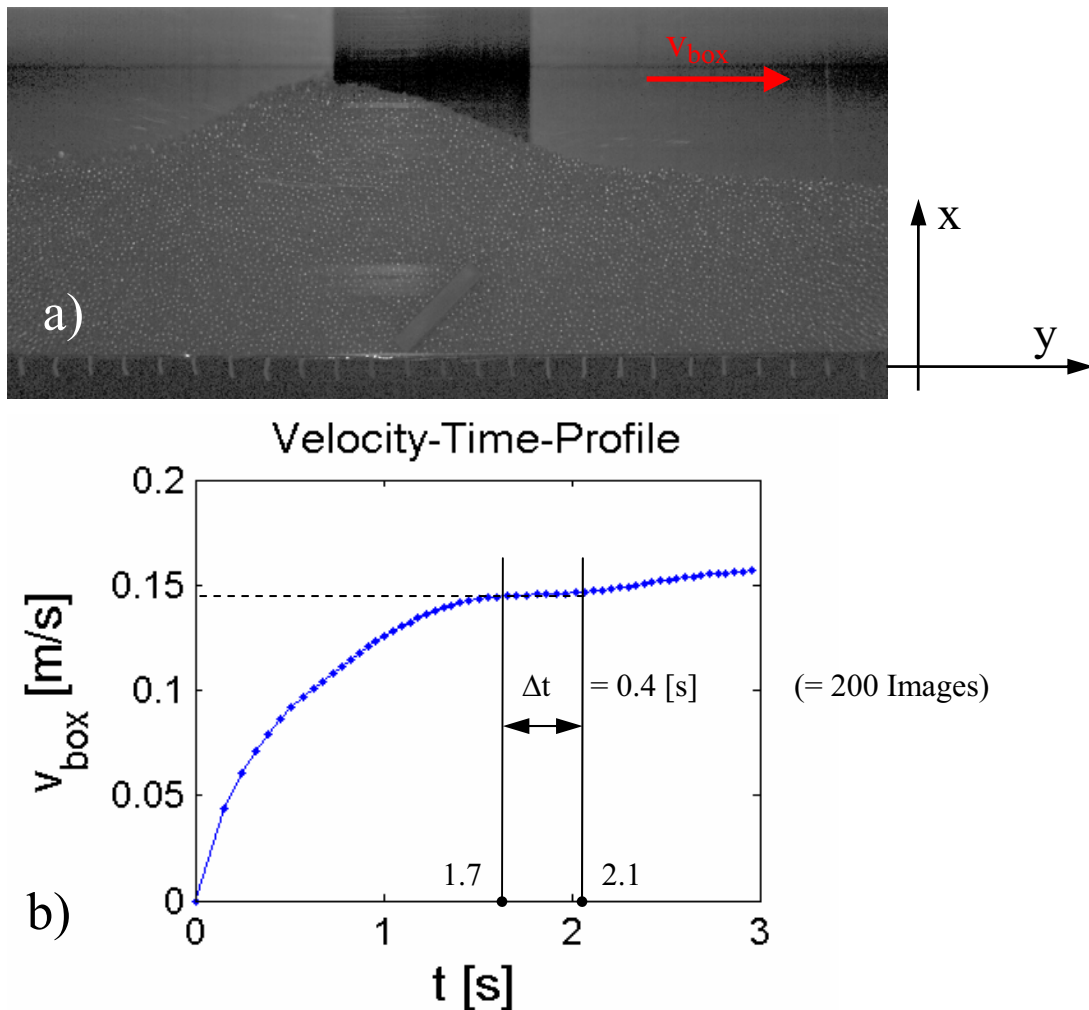 v_box
x
a)
y
Velocity-Time-Profile
0.2
0.15
0.1
0.05
0
v_box [m/s]
Δt = 0.4 [s] (= 200 Images)
1.7 2.1
b)
0 1 2 3
t [s]